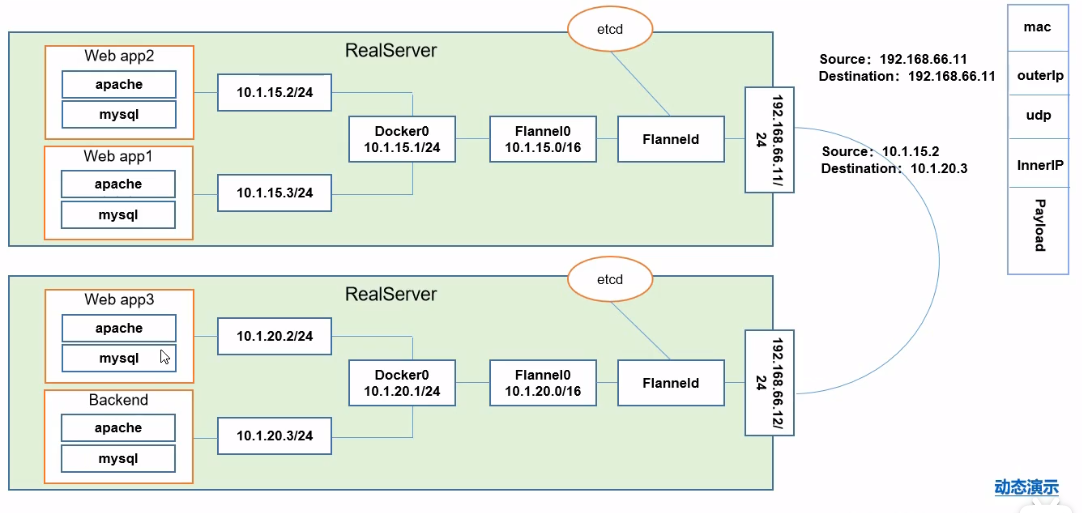 etcd
RealServer
Web app2
apache
mysql
Web app1
apache
mysql
10.1.15.2/24
10.1.15.3/24
Docker0
10.1.15.1/24
Flannel0
10.1.15.0/16
Flanneld
192.168.66.11/
24
Source：192.168.66.11
Destination：192.168.66.11
Source：10.1.15.2
Destination：10.1.20.3
mac
outerIp
udp
InnerIP
Payload
etcd
RealServer
Web app3
apache
mysql
Backend
apache
mysql
10.1.20.2/24
10.1.20.3/24
Docker0
10.1.20.1/24
Flannel0
10.1.20.0/16
Flanneld
192.168.66.12/
24
动态演示